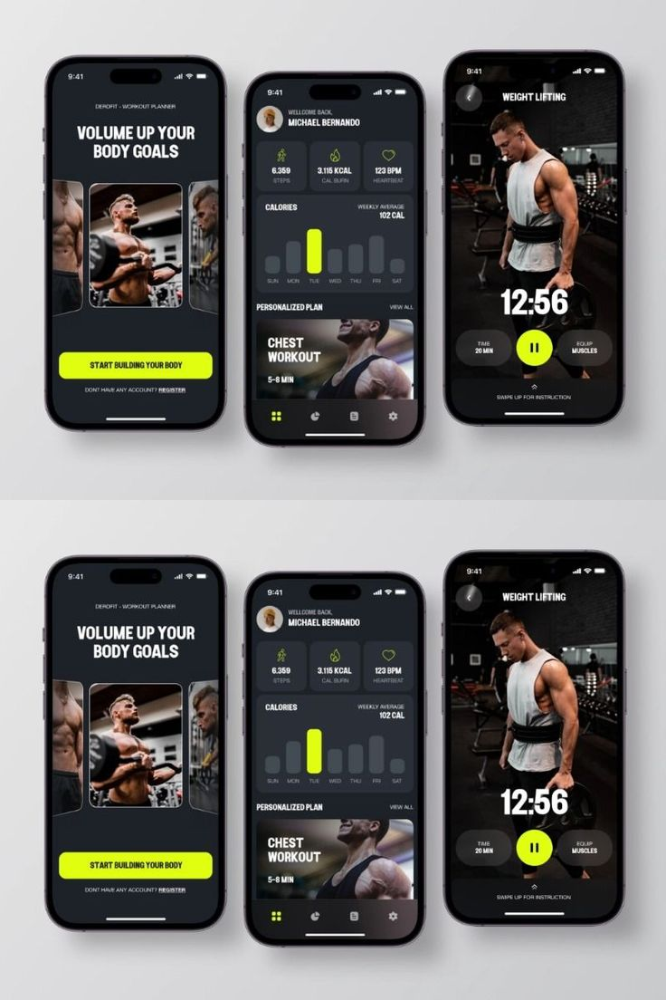 9:41
DEROFIT - WORKOUT PLANNER
VOLUME UP YOUR
BODY GOALS
START BUILDING YOUR BODY
DONT HAVE ANY ACCOUNT? REGISTER
9:41
WELLCOME BACK,
MICHAEL BERNANDO
6.359
STEPS
3.115 KCAL
CAL BURN
123 BPM
HEARTBEAT
CALORIES
WEEKLY AVERAGE
102 CAL
SUN MON TUE WED THU FRI SAT
PERSONALIZED PLAN
VIEW ALL
CHEST
WORKOUT
5-8 MIN
9:41
WEIGHT LIFTING
12:56
TIME
20 MIN
EQUIP
MUSCLES
SWIPE UP FOR INSTRUCTION
9:41
DEROFIT - WORKOUT PLANNER
VOLUME UP YOUR
BODY GOALS
START BUILDING YOUR BODY
DONT HAVE ANY ACCOUNT? REGISTER
9:41
WELLCOME BACK,
MICHAEL BERNANDO
6.359
STEPS
3.115 KCAL
CAL BURN
123 BPM
HEARTBEAT
CALORIES
WEEKLY AVERAGE
102 CAL
SUN MON TUE WED THU FRI SAT
PERSONALIZED PLAN
VIEW ALL
CHEST
WORKOUT
5-8 MIN
9:41
WEIGHT LIFTING
12:56
TIME
20 MIN
EQUIP
MUSCLES
SWIPE UP FOR INSTRUCTION